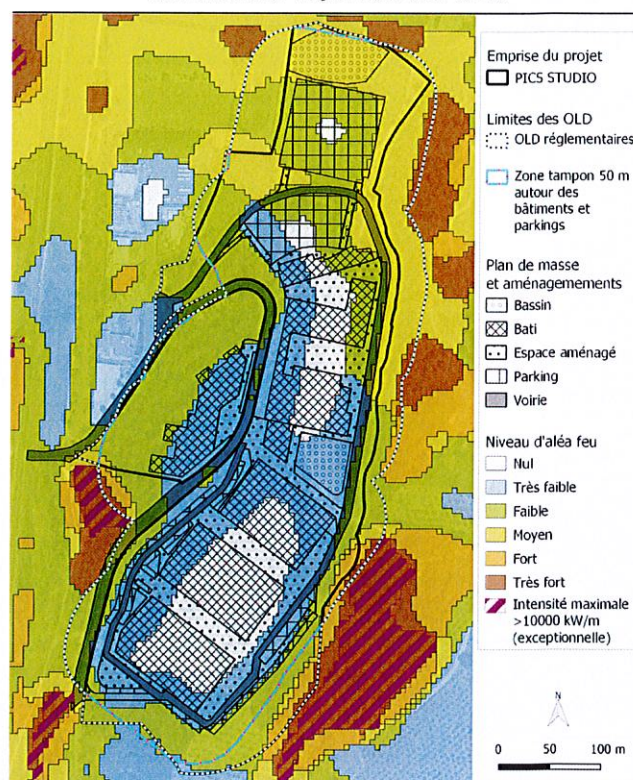 Emprise du projet
PICS STUDIO
Limites des OLD
OLD réglementaires
Zone tampon 50 m
autour des
bâtiments et
parkings
Plan de masse
et aménagements
Bassin
Bati
Espace aménagé
Parking
Voirie
Niveau d'aléa feu
Nul
Très faible
Faible
Moyen
Fort
Très fort
Intensité maximale
>10000 kW/m
(exceptionnelle)
N
0 50 100 m